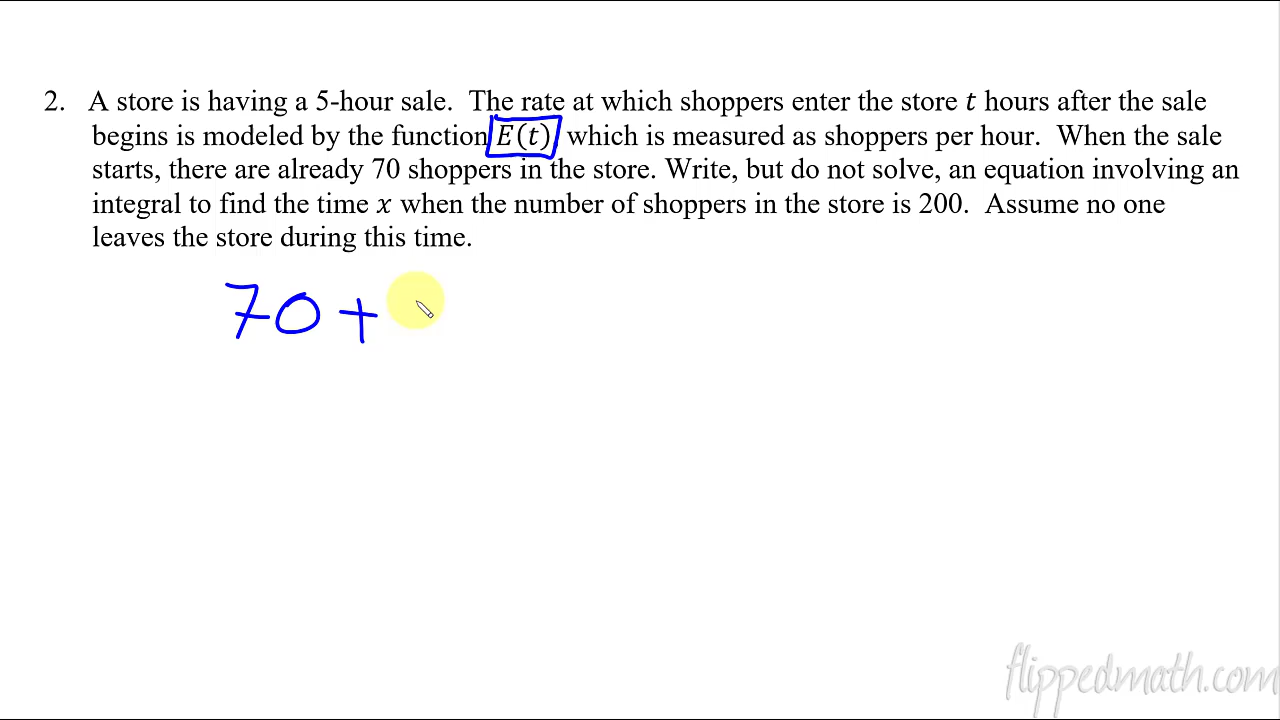 2. A store is having a 5-hour sale. The rate at which shoppers enter the store t hours after the sale
begins is modeled by the function E(t) which is measured as shoppers per hour. When the sale
starts, there are already 70 shoppers in the store. Write, but do not solve, an equation involving an
integral to find the time x when the number of shoppers in the store is 200. Assume no one
leaves the store during this time.
70 +
flippedmath.com